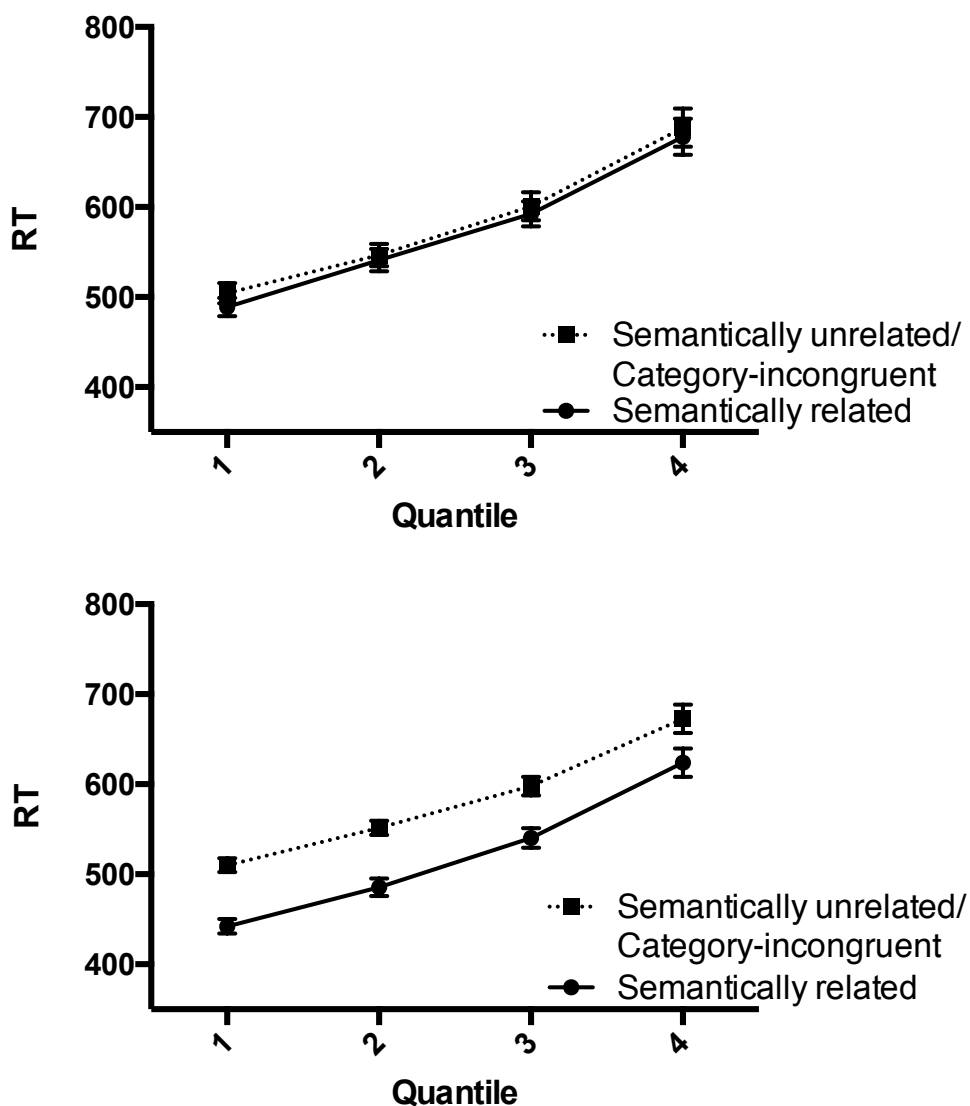 800
700
600
500
400
RT
Semantically unrelated/
Category-incongruent
Semantically related
1 2 3 4
Quantile
800
700
600
500
400
RT
Semantically unrelated/
Category-incongruent
Semantically related
1 2 3 4
Quantile